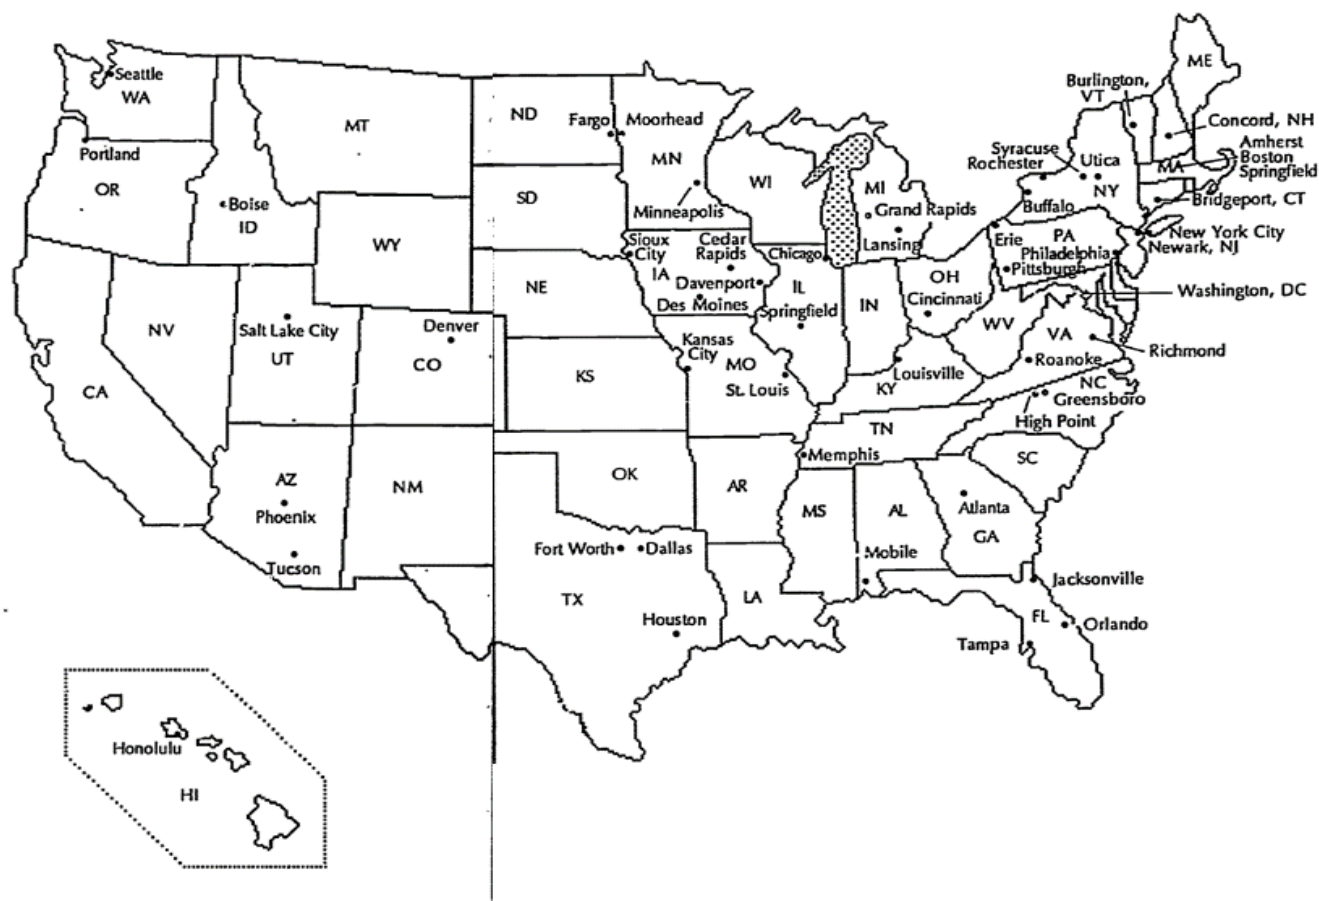 Seattle
WA
Portland
OR
Boise
ID
MT
WY
NV
CA
Salt Lake City
UT
Denver
CO
AZ
Phoenix
Tucson
NM
ND
Fargo
Moorhead
MN
Minneapolis
SD
NE
KS
OK
Fort Worth
Dallas
TX
Houston
WI
MI
Grand Rapids
Lansing
Sioux
City
Cedar
Rapids
IA
Davenport
Des Moines
Chicago
IL
Springfield
Kansas
City
MO
St. Louis
IN
OH
Cincinnati
Louisville
KY
TN
Memphis
AR
LA
MS
AL
Mobile
Atlanta
GA
SC
NC
Greensboro
High Point
WV
VA
Roanoke
Richmond
Washington, DC
Erie
PA
Philadelphia
Pittsburgh
Syracuse
Rochester
Utica
NY
Buffalo
Burlington,
VT
ME
Concord, NH
MA
Amherst
Boston
Springfield
Bridgeport, CT
New York City
Newark, NJ
Jacksonville
FL
Orlando
Tampa
Honolulu
HI